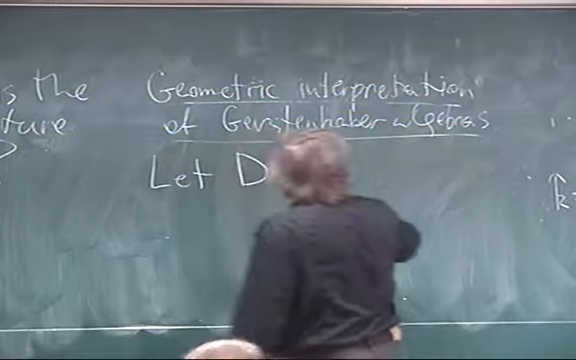 s the
ture
Geometric interpretation"
of Gerstenhaber algebras
Let D
k